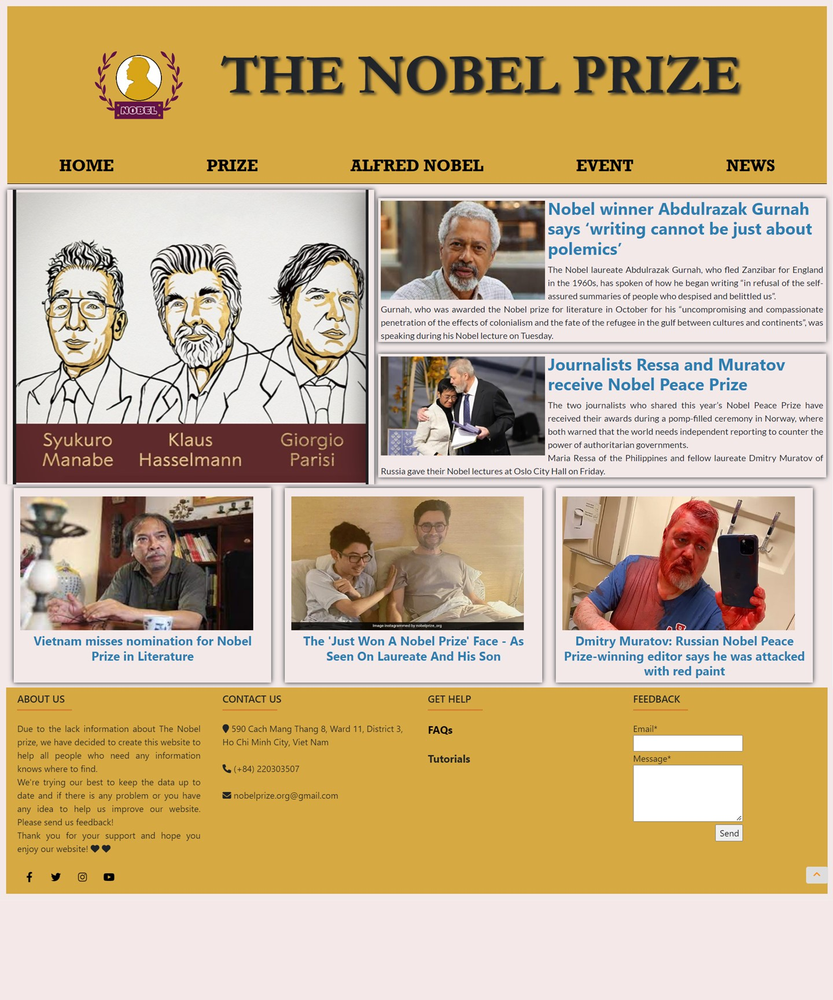 NOBEL
THE NOBEL PRIZE
HOME
PRIZE
ALFRED NOBEL
EVENT
NEWS
Syukuro
Manabe
Klaus
Hasselmann
Giorgio
Parisi
Nobel winner Abdulrazak Gurnah
says ‘writing cannot be just about
polemics’
The Nobel laureate Abdulrazak Gurnah, who fled Zanzibar for England
in the 1960s, has spoken of how he began writing “in refusal of the self-
assured summaries of people who despised and belittled us”.
Gurnah, who was awarded the Nobel prize for literature in October for his “uncompromising and compassionate
penetration of the effects of colonialism and the fate of the refugee in the gulf between cultures and continents”, was
speaking during his Nobel lecture on Tuesday.
Journalists Ressa and Muratov
receive Nobel Peace Prize
The two journalists who shared this year’s Nobel Peace Prize have
received their awards during a pomp-filled ceremony in Norway, where
both warned that the world needs independent reporting to counter the
power of authoritarian governments.
Maria Ressa of the Philippines and fellow laureate Dmitry Muratov of
Russia gave their Nobel lectures at Oslo City Hall on Friday.
Vietnam misses nomination for Nobel
Prize in Literature
Image instagrammed by nobelprize_org
The 'Just Won A Nobel Prize' Face - As
Seen On Laureate And His Son
Dmitry Muratov: Russian Nobel Peace
Prize-winning editor says he was attacked
with red paint
ABOUT US
Due to the lack information about The Nobel
prize, we have decided to create this website to
help all people who need any information
knows where to find.
We're trying our best to keep the data up to
date and if there is any problem or you have
any idea to help us improve our website.
Please send us feedback!
Thank you for your support and hope you
enjoy our website!
CONTACT US
590 Cach Mang Thang 8, Ward 11, District 3,
Ho Chi Minh City, Viet Nam
(+84) 220303507
nobelprize.org@gmail.com
GET HELP
FAQs
Tutorials
FEEDBACK
Email*
Message*
Send